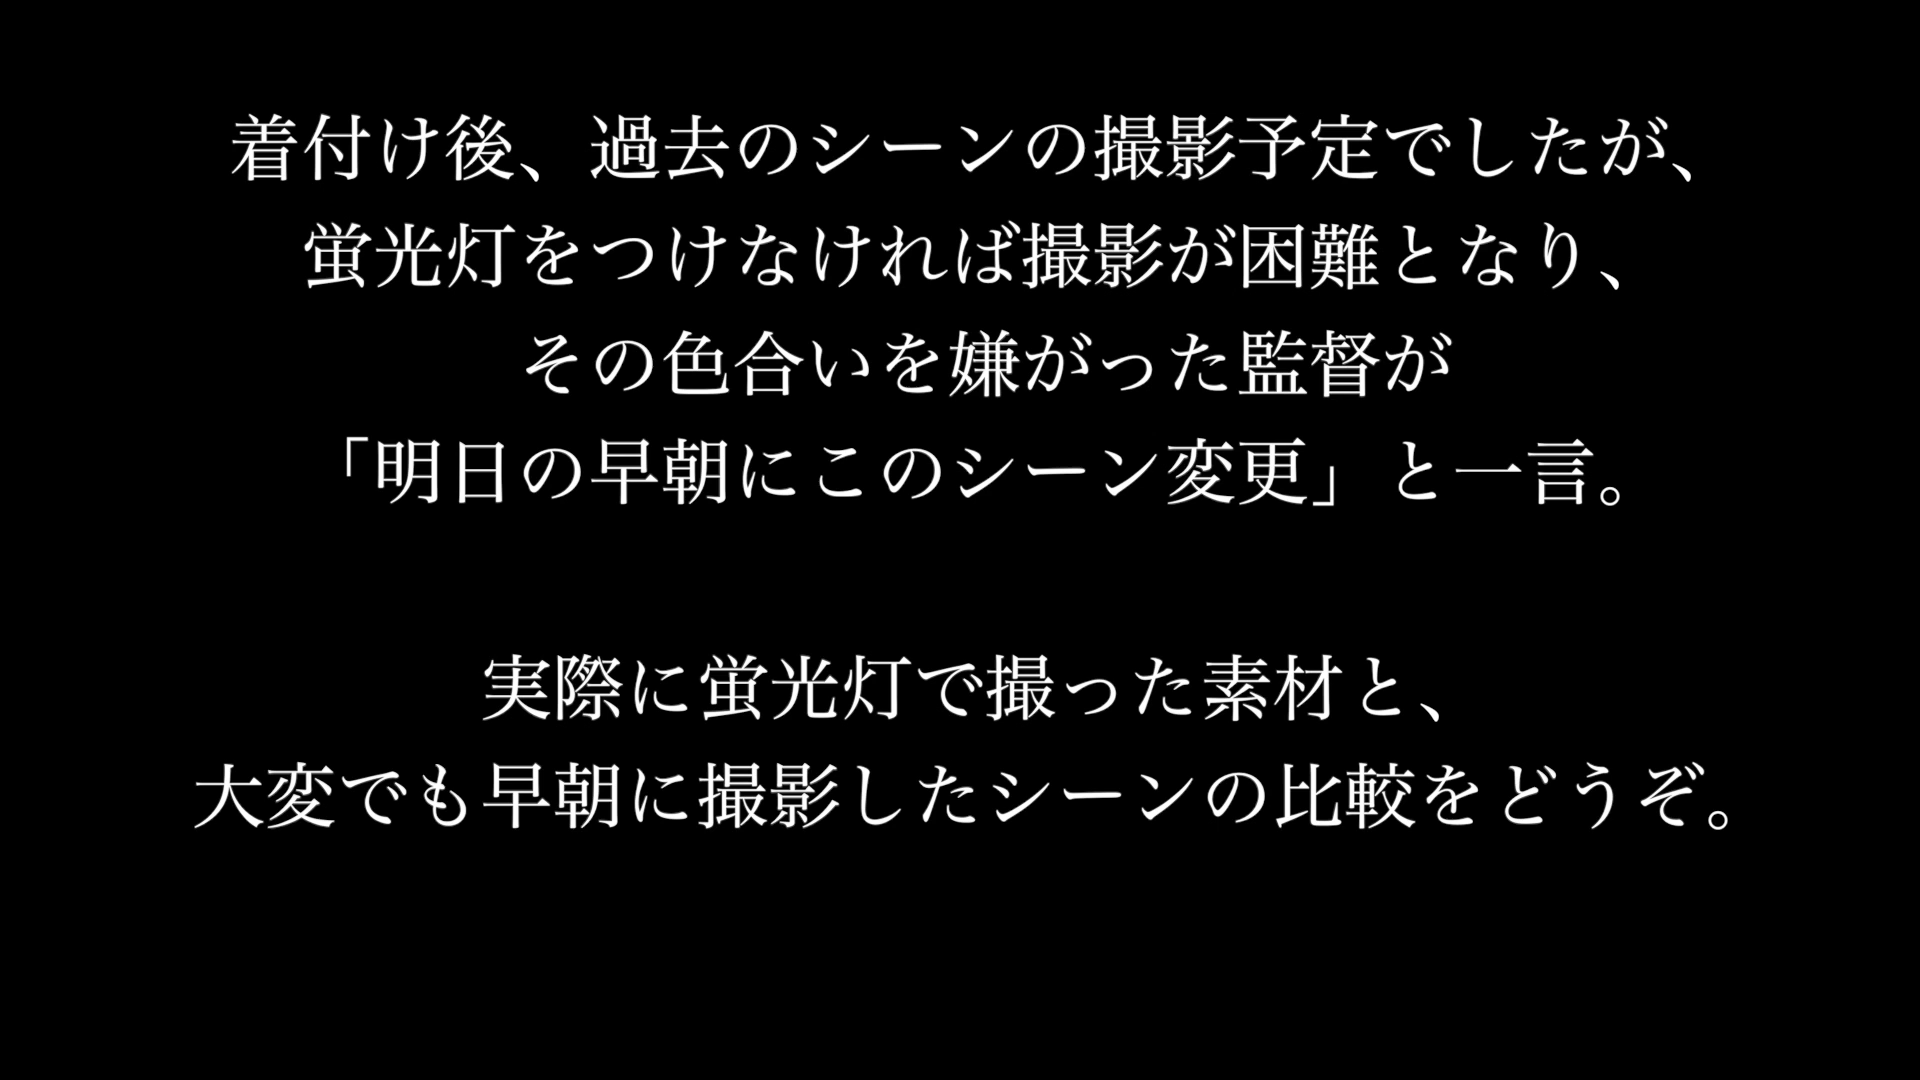 着付け後、過去のシーンの撮影予定でしたが、
蛍光灯をつけなければ撮影が困難となり、
その色合いを嫌がった監督が
「明日の早朝にこのシーン変更」と一言。
実際に蛍光灯で撮った素材と、
大変でも早朝に撮影したシーンの比較をどうぞ。